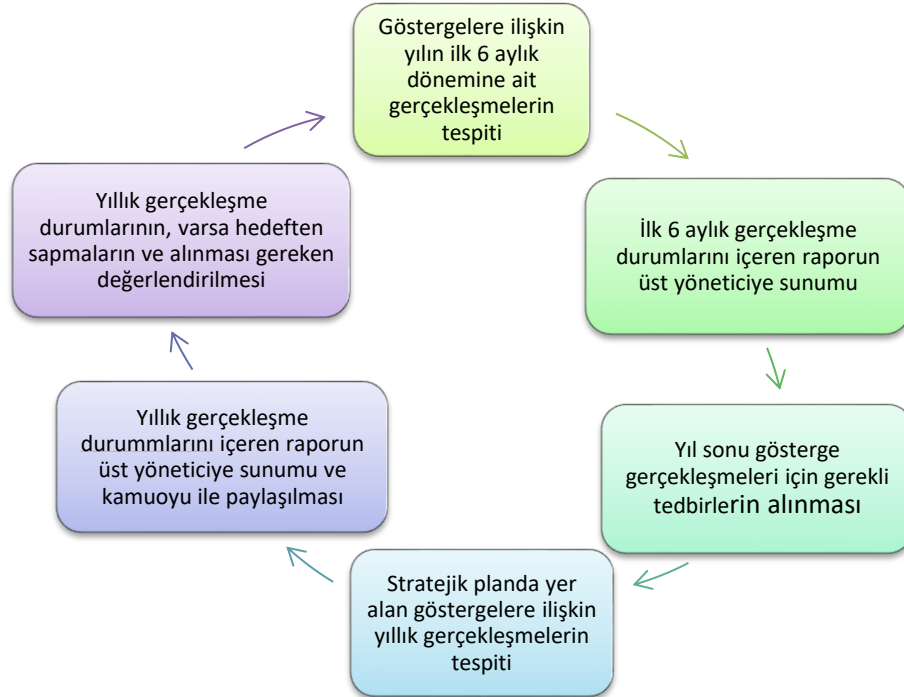 Göstergelere ilişkin
yılın ilk 6 aylık
dönemine ait
gerçekleşmelerin
tespiti
İlk 6 aylık gerçekleşme
durumlarını içeren raporun
üst yöneticiye sunumu
Yıl sonu gösterge
gerçekleşmeleri için gerekli
tedbirlerin alınması
Stratejik planda yer
alan göstergelere ilişkin
yıllık gerçekleşmelerin
tespiti
Yıllık gerçekleşme
durummlarını içeren raporun
üst yöneticiye sunumu ve
kamuoyu ile paylaşılması
Yıllık gerçekleşme
durumlarının, varsa hedeften
sapmaların ve alınması gereken
değerlendirilmesi